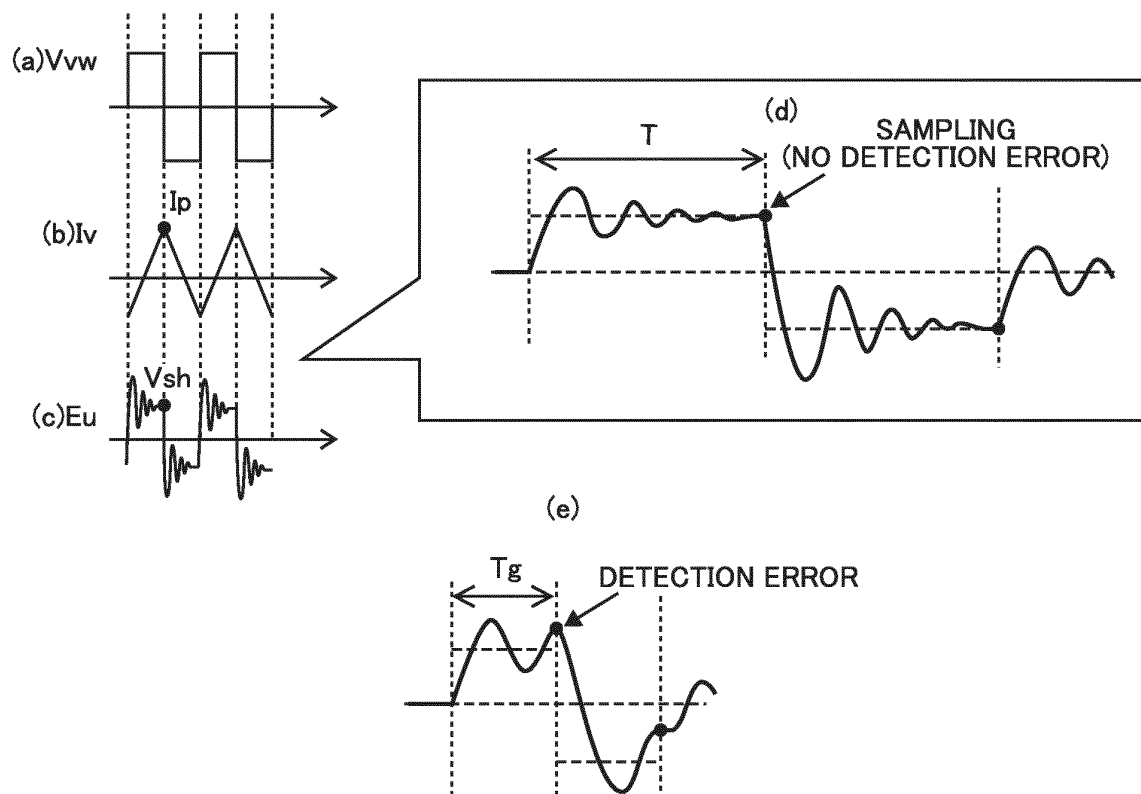 (a)Vvw
(d)
T
SAMPLING
(NO DETECTION ERROR)
Ip
(b)Iv
Vsh
(c)Eu
(e)
Tg
DETECTION ERROR